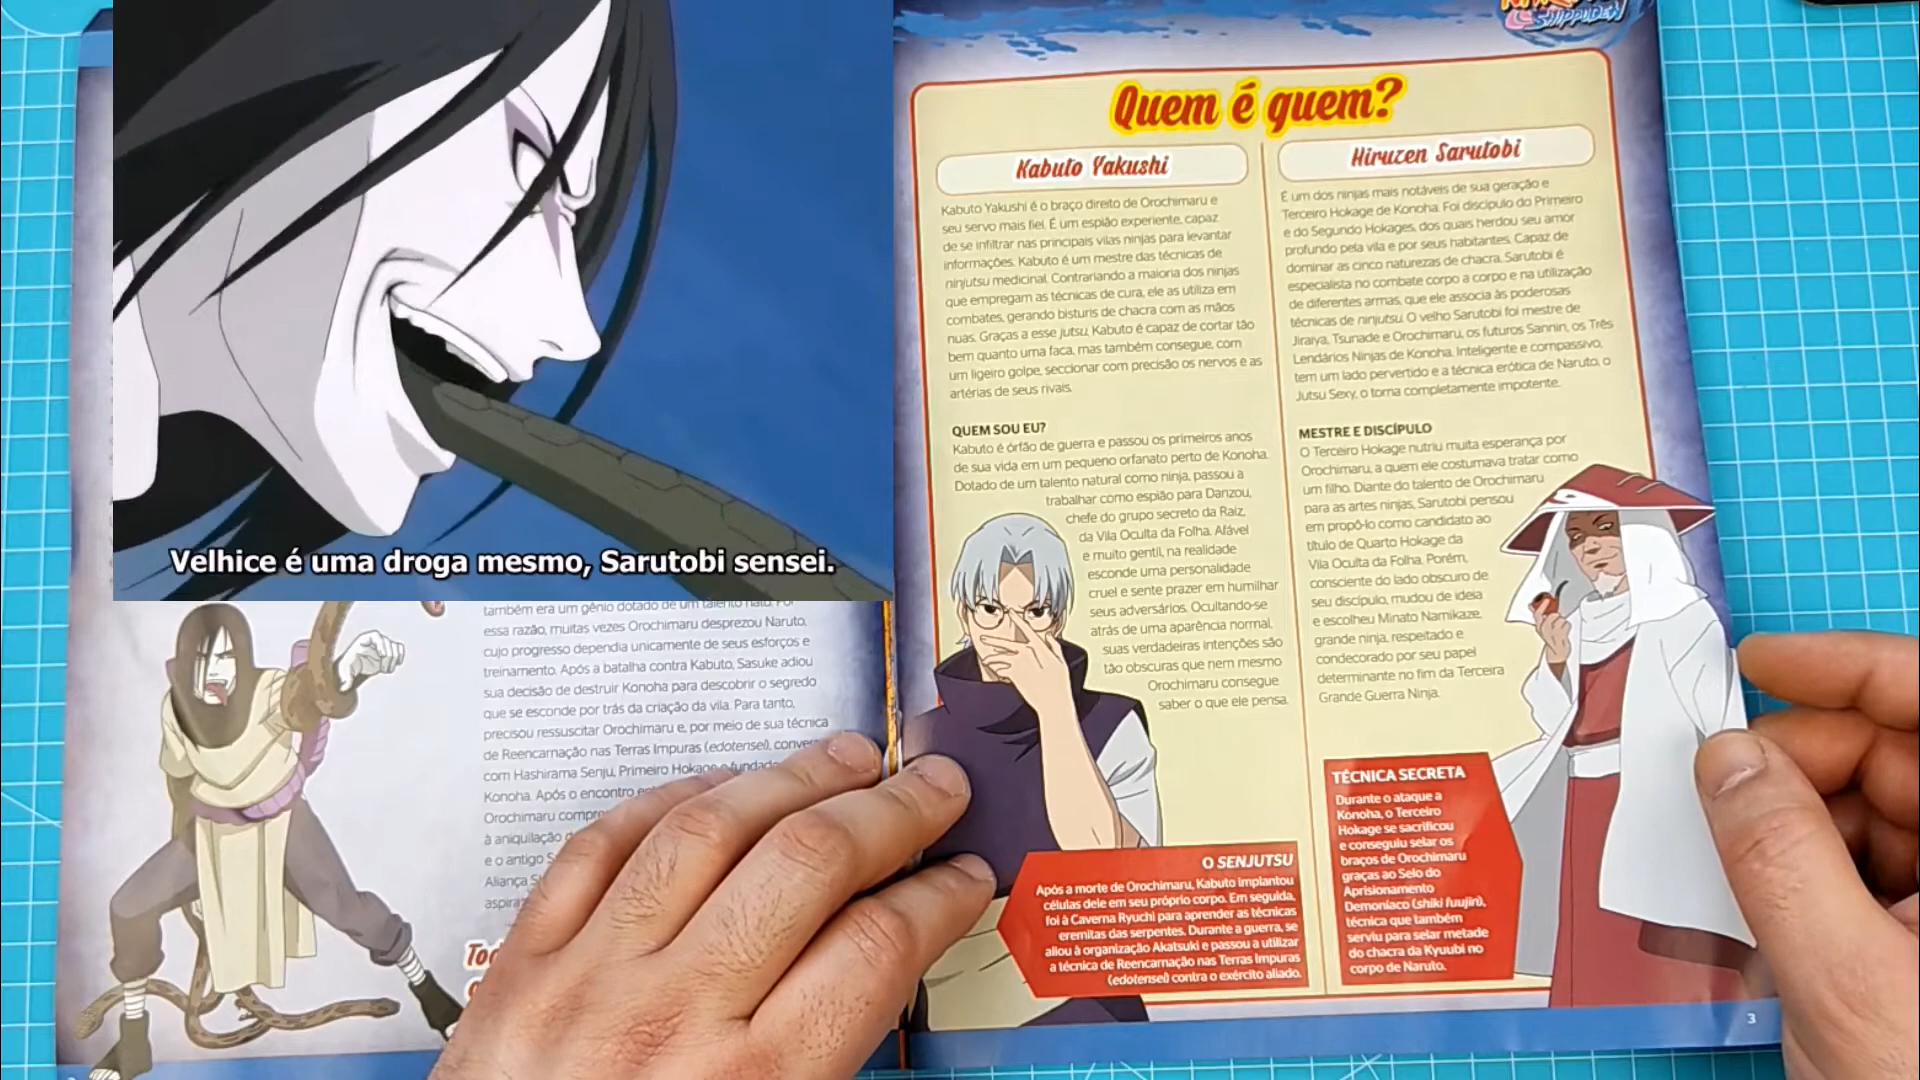 Velhice é uma droga mesmo, Sarutobi sensei.
também era um gênio dotado de um talento nato. Por
essa razão, muitas vezes Orochimaru desprezou Naruto,
cujo progresso dependia unicamente de seus esforços e
treinamento. Após a batalha contra Kabuto, Sasuke adiou
sua decisão de destruir Konoha para descobrir o segredo
que se esconde por trás da criação da vila. Para tanto,
precisou ressuscitar Orochimaru e, por meio de sua técnica
de Reencarnação nas Terras Impuras (edotensei),
com Hashirama Senju, Primeiro Hokage e
Konoha. Após o encontro
Orochimaru
à aniquilação
e o antigo
Aliança
SHIPPUDEN
Quem é quem?
Kabuto Yakushi
Kabuto Yakushi é o braço direito de Orochimaru e
seu servo mais fiel. É um espião experiente, capaz
de se infiltrar nas principais vilas ninjas para levantar
informações. Kabuto é um mestre das técnicas de
ninjutsu medicinal. Contrariando a maioria dos ninjas
que empregam as técnicas de cura, ele as utiliza em
combates, gerando bisturis de chacra com as mãos
nuas. Graças a esse jutsu, Kabuto é capaz de cortar tão
bem quanto uma faca, mas também consegue, com
um ligeiro golpe, seccionar com precisão os nervos e as
artérias de seus rivais.
QUEM SOU EU?
Kabuto é órfão de guerra e passou os primeiros anos
de sua vida em um pequeno orfanato perto de Konoha.
Dotado de um talento natural como ninja, passou a
trabalhar como espião para Danzou,
chefe do grupo secreto da Raiz,
da Vila Oculta da Folha. Afável
e muito gentil, na realidade
esconde uma personalidade
cruel e sente prazer em humilhar
seus adversários. Ocultando-se
atrás de uma aparência normal,
suas verdadeiras intenções são
tão obscuras que nem mesmo
Orochimaru consegue
saber o que ele pensa.
O SENJUTSU
Após a morte de Orochimaru, Kabuto implantou
células dele em seu próprio corpo. Em seguida,
foi à Caverna Ryuchi para aprender as técnicas
eremitas das serpentes. Durante a guerra, se
aliou à organização Akatsuki e passou a utilizar
a técnica de Reencarnação nas Terras Impuras
(edotensei) contra o exército aliado.
Hiruzen Sarutobi
É um dos ninjas mais notáveis de sua geração e
Terceiro Hokage de Konoha. Foi discípulo do Primeiro
e do Segundo Hokages, dos quais herdou seu amor
profundo pela vila e por seus habitantes. Capaz de
dominar as cinco naturezas de chacra, Sarutobi é
especialista no combate corpo a corpo e na utilização
de diferentes armas, que ele associa às poderosas
técnicas de ninjutsu. O velho Sarutobi foi mestre de
Jiraiya, Tsunade e Orochimaru, os futuros Sannin, os Três
Lendários Ninjas de Konoha. Inteligente e compassivo,
tem um lado pervertido e a técnica erótica de Naruto, o
Jutsu Sexy, o torna completamente impotente.
MESTRE E DISCÍPULO
O Terceiro Hokage nutriu muita esperança por
Orochimaru, a quem ele costumava tratar como
um filho. Diante do talento de Orochimaru
para as artes ninjas, Sarutobi pensou
em propô-lo como candidato ao
título de Quarto Hokage da
Vila Oculta da Folha. Porém,
consciente do lado obscuro de
seu discípulo, mudou de ideia
e escolheu Minato Namikaze,
grande ninja, respeitado e
condecorado por seu papel
determinante no fim da Terceira
Grande Guerra Ninja.
TÉCNICA SECRETA
Durante o ataque a
Konoha, o Terceiro
Hokage se sacrificou
e conseguiu selar os
braços de Orochimaru
graças ao Selo do
Aprisionamento
Demoníaco (shiki fuujin),
técnica que também
serviu para selar metade
do chacra da Kyuubi no
corpo de Naruto.
3